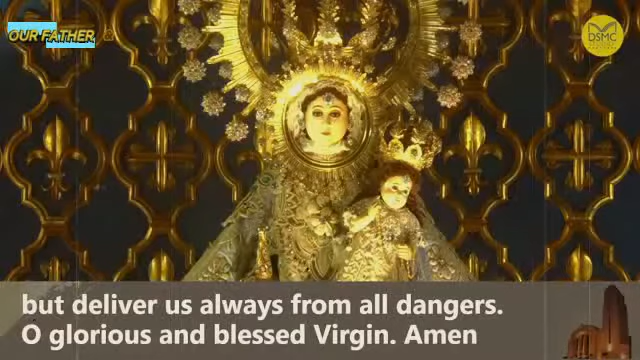 OUR FATHER
DSMC
but deliver us always from all dangers.
O glorious and blessed Virgin. Amen